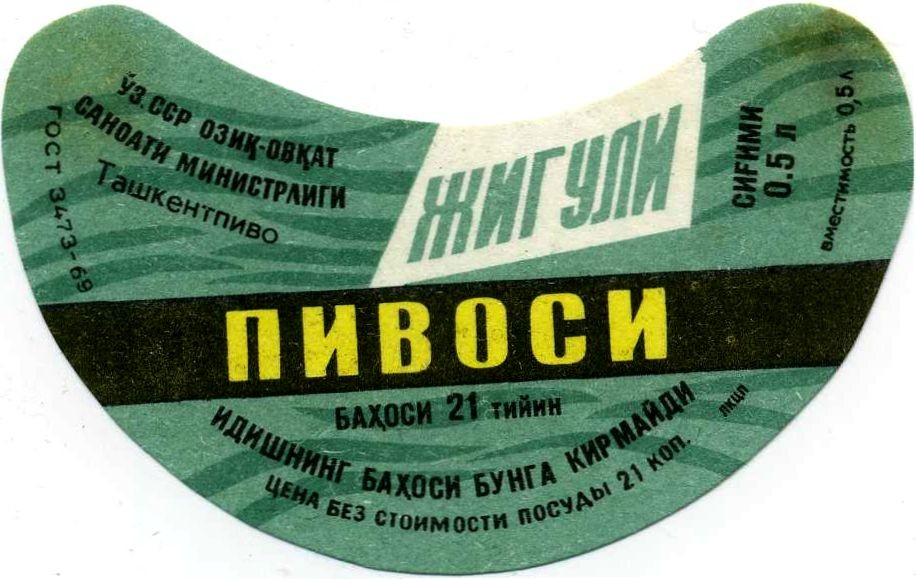 ГОСТ 3473-69
ЎЗ.ССР ОЗИҚ-ОВҚАТ
САНОАТИ МИНИСТРЛИГИ
Ташкентпиво
ЖИГУЛИ
СИҒИМИ
0.5 Л
вместимость 0,5 л
ПИВОСИ
БАҲОСИ 21 тийин
ИДИШНИНГ БАҲОСИ БУНГА КИРМАЙДИ
ЦЕНА БЕЗ СТОИМОСТИ ПОСУДЫ 21 КОП.